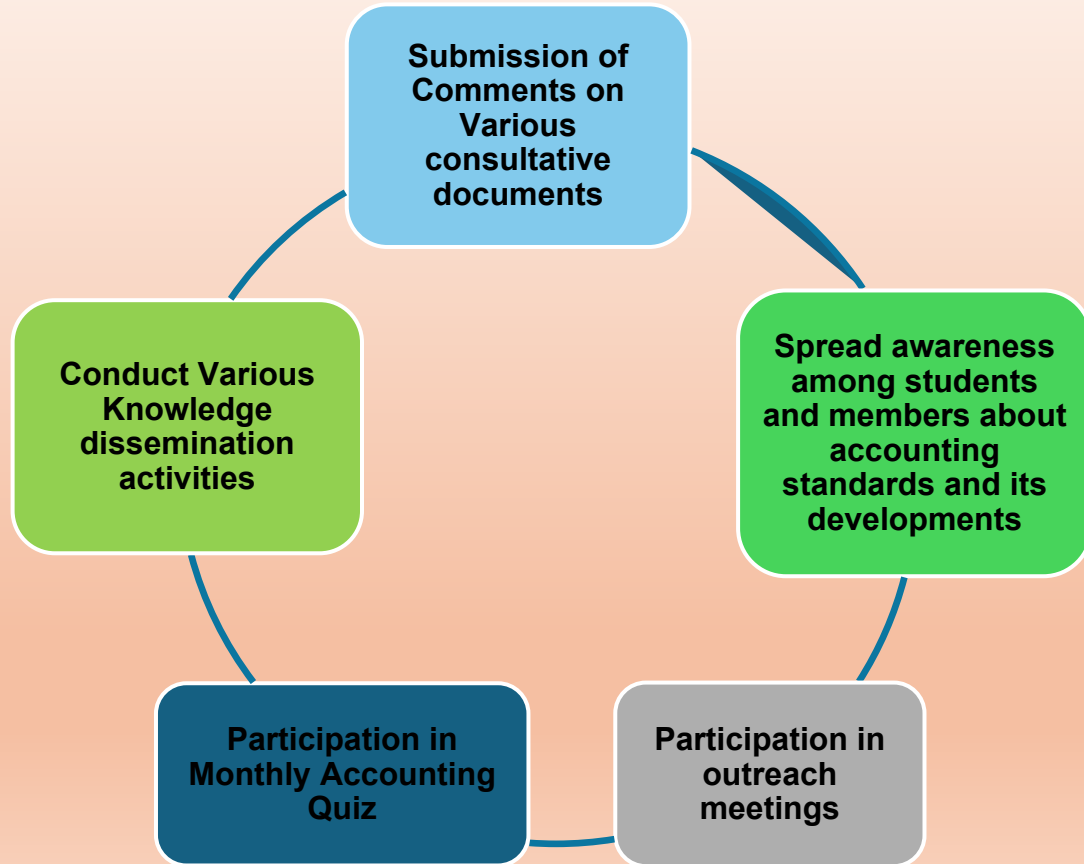 Submission of
Comments on
Various
consultative
documents
Spread awareness
among students
and members about
accounting
standards and its
developments
Participation in
outreach
meetings
Participation in
Monthly Accounting
Quiz
Conduct Various
Knowledge
dissemination
activities